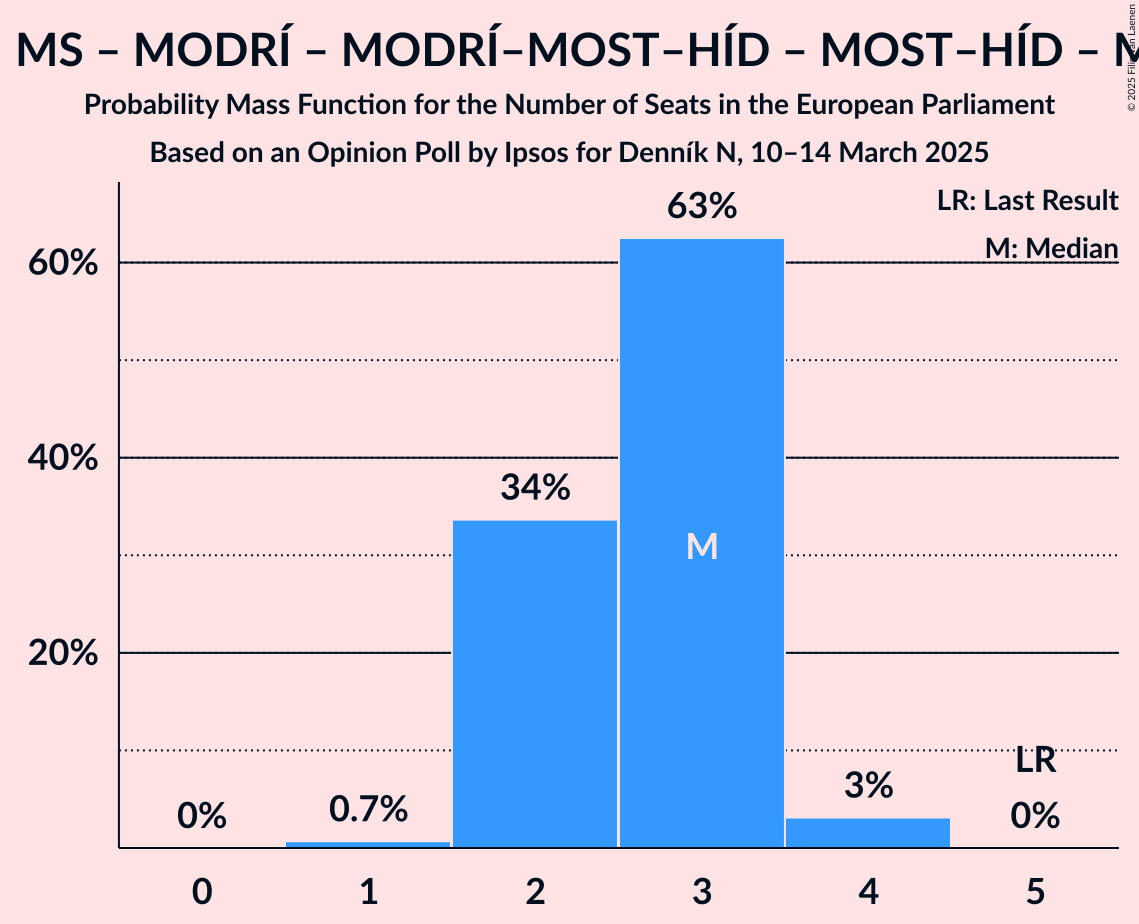 MS – MODRÍ – MODRÍ–MOST–HÍD – MOST–HÍD –
Probability Mass Function for the Number of Seats in the European Parliament
Based on an Opinion Poll by Ipsos for Denník N, 10–14 March 2025
© 2025 Filip van Laenen
LR: Last Result
M: Median
63%
60%
40%
34%
M
20%
LR
3%
0%
0.7%
0%
0 1 2 3 4 5